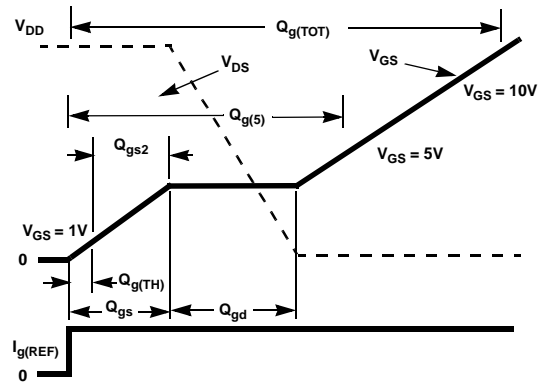 V_DD
Q_g(TOT)
V_DS
V_GS
V_GS = 10V
Q_g(5)
Q_gs2
V_GS = 5V
V_GS = 1V
0
Q_g(TH)
Q_gs
Q_gd
I_g(REF)
0